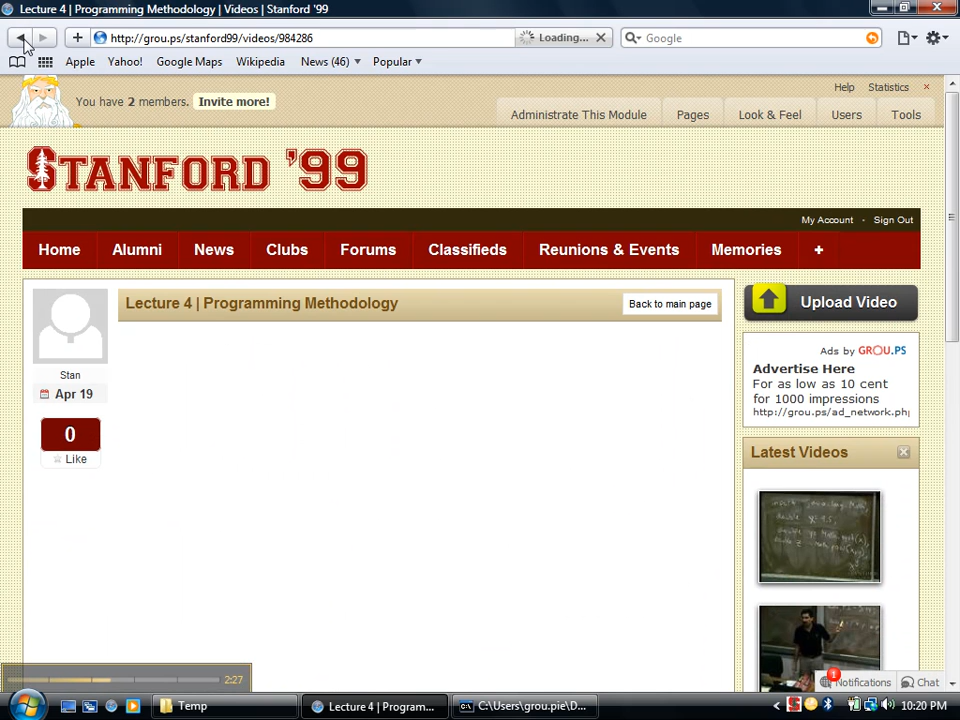 Lecture 4 | Programming Methodology | Videos | Stanford '99
http://grou.ps/stanford99/videos/984286
Loading...
Google
Apple
Yahoo!
Google Maps
Wikipedia
News (46)
Popular
You have 2 members.
Invite more!
Help
Statistics
Administrate This Module
Pages
Look & Feel
Users
Tools
STANFORD '99
My Account - Sign Out
Home
Alumni
News
Clubs
Forums
Classifieds
Reunions & Events
Memories
+
Lecture 4 | Programming Methodology
Back to main page
Stan
Apr 19
0
Like
Upload Video
Ads by GROU.PS
Advertise Here
For as low as 10 cent
for 1000 impressions
http://grou.ps/ad_network.ph
Latest Videos
1
Notifications
Chat
2:27
Temp
Lecture 4 | Program...
C:\Users\grou.pie\D...
10:20 PM